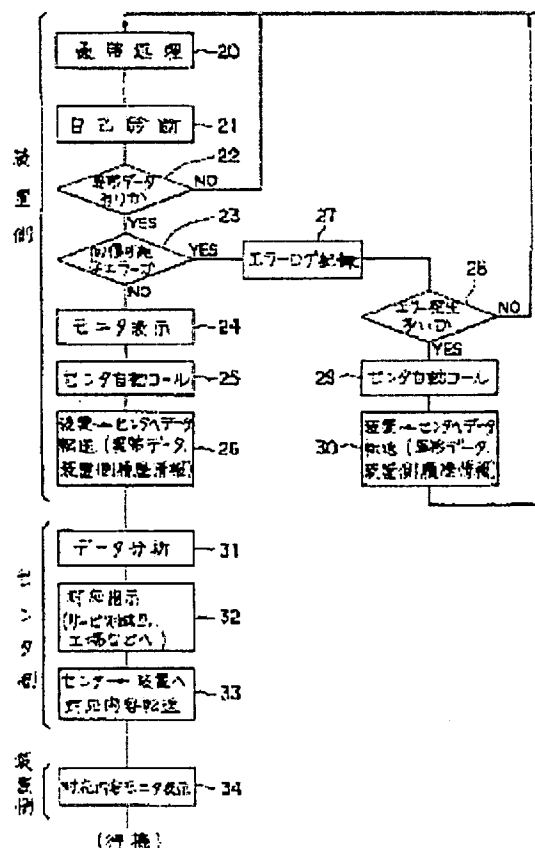 通常処理
20
自己診断
21
異常データ
ありか
22
NO
YES
回復可能
なエラーか
23
YES
NO
エラーログ記録
27
エラー発生
多いか
28
NO
YES
モニタ表示
24
センタ自動コール
25
センタ自動コール
29
装置→センタへデータ
転送(異常データ、
装置側履歴情報)
26
装置→センタへデータ
転送(異常データ、
装置側履歴情報)
30
装置側
データ分析
31
対応指示
工場などへ)
32
センター→装置へ
対応内容転送
33
センタ側
対応内容モニタ表示
34
装置側
(待機)